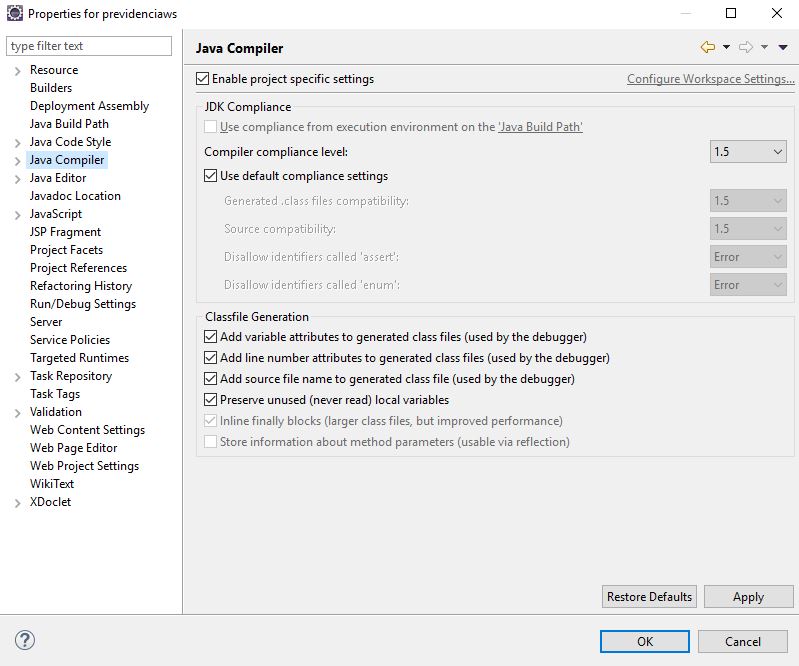 Properties for previdenciaws
type filter text
Resource
Builders
Deployment Assembly
Java Build Path
Java Code Style
Java Compiler
Java Editor
Javadoc Location
JavaScript
JSP Fragment
Project Facets
Project References
Refactoring History
Run/Debug Settings
Server
Service Policies
Targeted Runtimes
Task Repository
Task Tags
Validation
Web Content Settings
Web Page Editor
Web Project Settings
WikiText
XDoclet
Java Compiler
Enable project specific settings Configure Workspace Settings...
JDK Compliance
Use compliance from execution environment on the 'Java Build Path'
Compiler compliance level: 1.5
Use default compliance settings
Generated .class files compatibility: 1.5
Source compatibility: 1.5
Disallow identifiers called 'assert': Error
Disallow identifiers called 'enum': Error
Classfile Generation
Add variable attributes to generated class files (used by the debugger)
Add line number attributes to generated class files (used by the debugger)
Add source file name to generated class file (used by the debugger)
Preserve unused (never read) local variables
Inline finally blocks (larger class files, but improved performance)
Store information about method parameters (usable via reflection)
Restore Defaults Apply
? OK Cancel